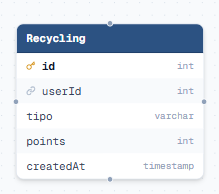 Recycling
id int
userId int
tipo varchar
points int
createdAt timestamp